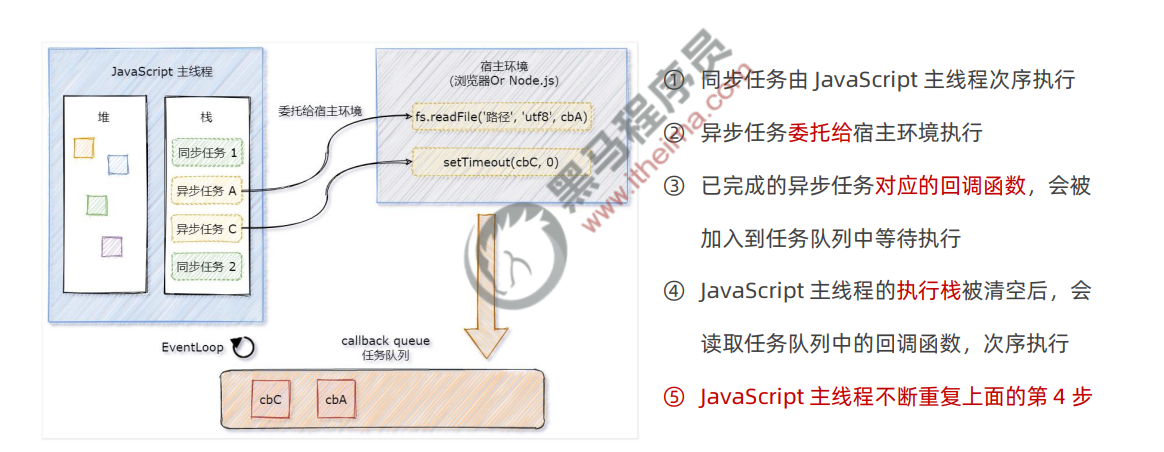 JavaScript 主线程
堆
栈
同步任务 1
异步任务 A
异步任务 C
同步任务 2
委托给宿主环境
宿主环境
(浏览器Or Node.js)
fs.readFile('路径', 'utf8', cbA)
setTimeout(cbC, 0)
EventLoop
callback queue
任务队列
cbC
cbA
黑马程序员
www.itheima.com
① 同步任务由 JavaScript 主线程次序执行
② 异步任务委托给宿主环境执行
③ 已完成的异步任务对应的回调函数，会被
加入到任务队列中等待执行
④ JavaScript 主线程的执行栈被清空后，会
读取任务队列中的回调函数，次序执行
⑤ JavaScript 主线程不断重复上面的第 4 步